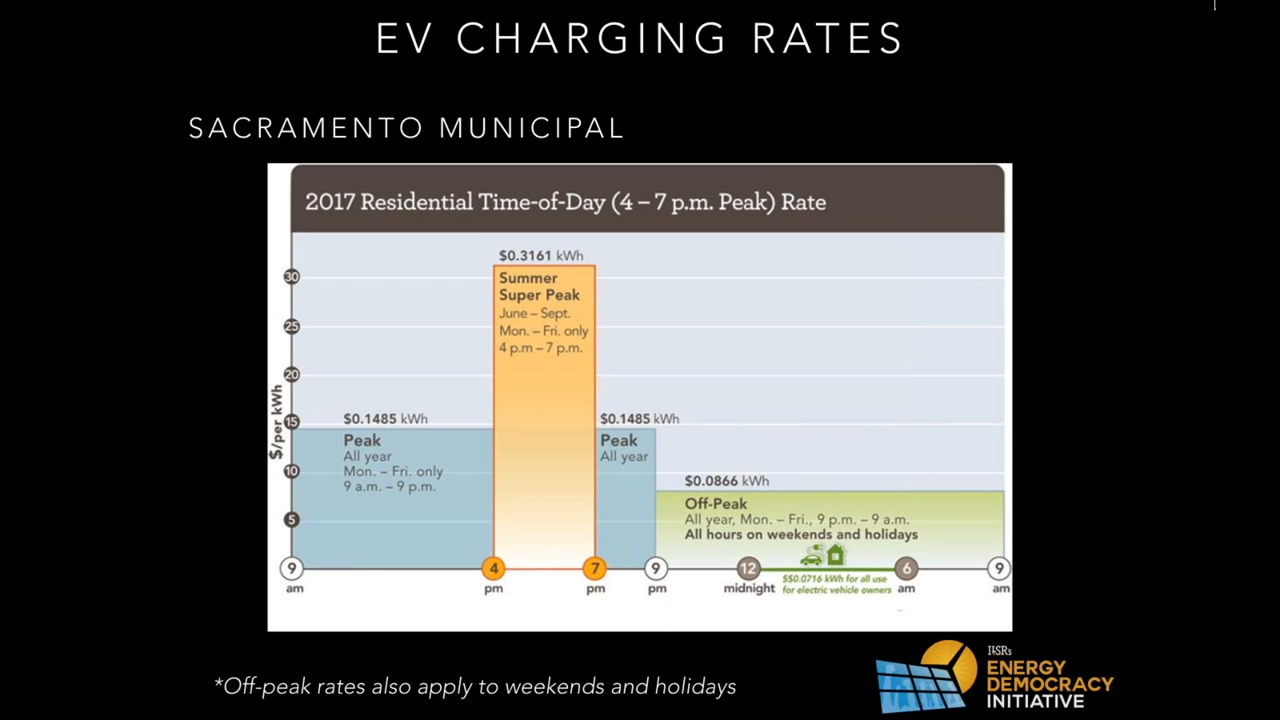 EV CHARGING RATES
SACRAMENTO MUNICIPAL
2017 Residential Time-of-Day (4 – 7 p.m. Peak) Rate
$/per kWh
30
25
20
15
10
5
$0.3161 kWh
Summer
Super Peak
June – Sept.
Mon. – Fri. only
4 p.m – 7 p.m.
$0.1485 kWh
Peak
All year
Mon. – Fri. only
9 a.m. – 9 p.m.
$0.1485 kWh
Peak
All year
$0.0866 kWh
Off-Peak
All year, Mon. – Fri., 9 p.m. – 9 a.m.
All hours on weekends and holidays
9 am
4 pm
7 pm
9 pm
12 midnight
$$0.0716 kWh for all use
for electric vehicle owners
6 am
9 am
*Off-peak rates also apply to weekends and holidays
ILSR's
ENERGY
DEMOCRACY
INITIATIVE